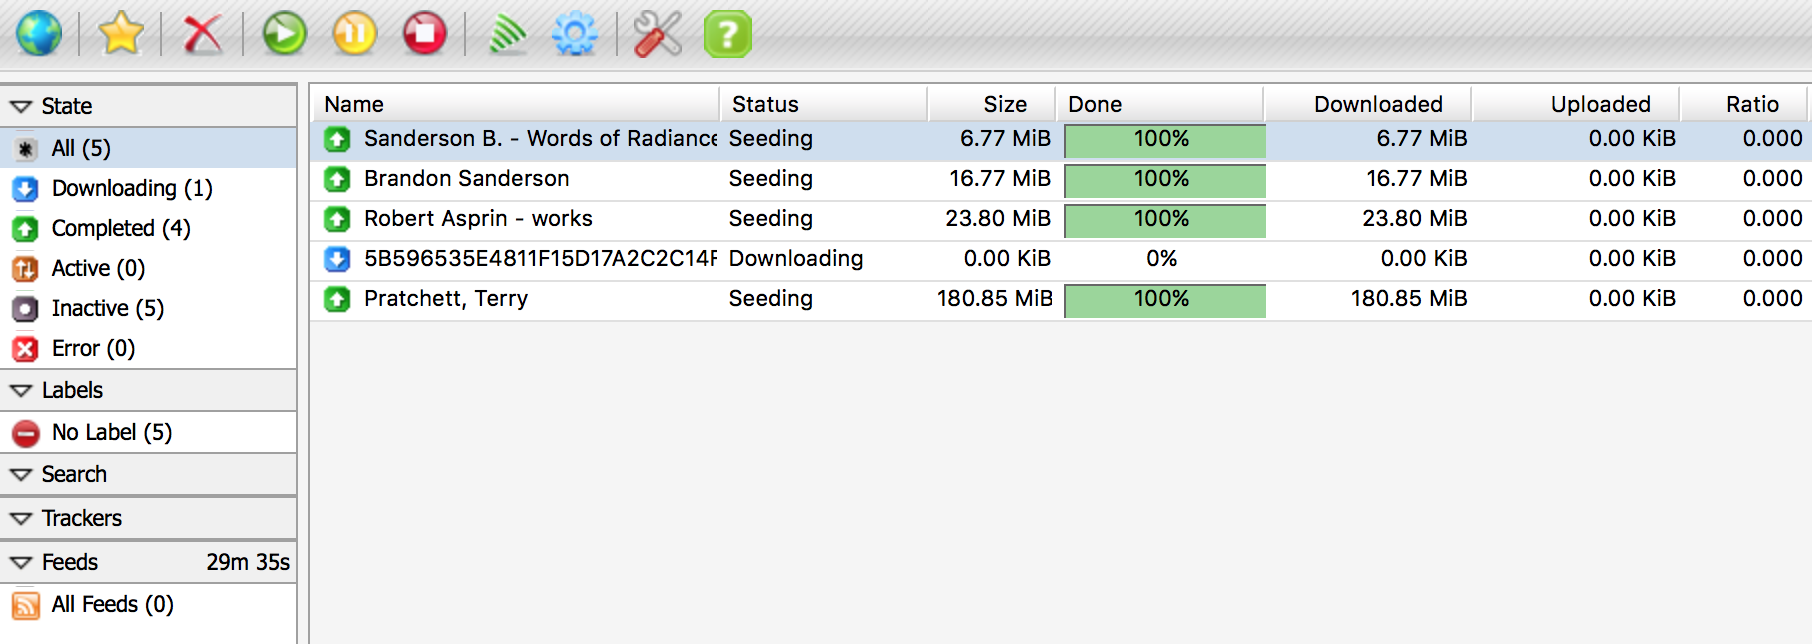 State
All (5)
Downloading (1)
Completed (4)
Active (0)
Inactive (5)
Error (0)
Labels
No Label (5)
Search
Trackers
Feeds 29m 35s
All Feeds (0)
Name Status Size Done Downloaded Uploaded Ratio
Sanderson B. - Words of Radiance Seeding 6.77 MiB 100% 6.77 MiB 0.00 KiB 0.000
Brandon Sanderson Seeding 16.77 MiB 100% 16.77 MiB 0.00 KiB 0.000
Robert Asprin - works Seeding 23.80 MiB 100% 23.80 MiB 0.00 KiB 0.000
5B596535E4811F15D17A2C2C14F Downloading 0.00 KiB 0% 0.00 KiB 0.00 KiB 0.000
Pratchett, Terry Seeding 180.85 MiB 100% 180.85 MiB 0.00 KiB 0.000